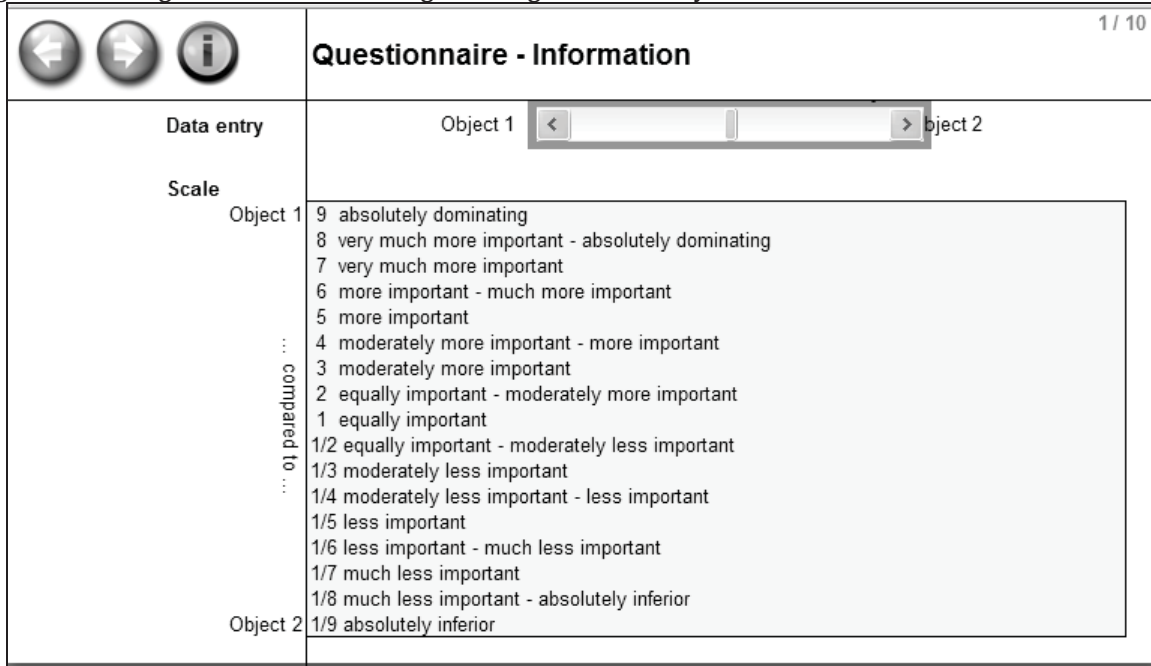 1 / 10
Questionnaire - Information
Data entry
Object 1
bject 2
Scale
Object 1
9 absolutely dominating
8 very much more important - absolutely dominating
7 very much more important
6 more important - much more important
5 more important
4 moderately more important - more important
3 moderately more important
2 equally important - moderately more important
1 equally important
1/2 equally important - moderately less important
1/3 moderately less important
1/4 moderately less important - less important
1/5 less important
1/6 less important - much less important
1/7 much less important
1/8 much less important - absolutely inferior
... compared to ...
Object 2
1/9 absolutely inferior